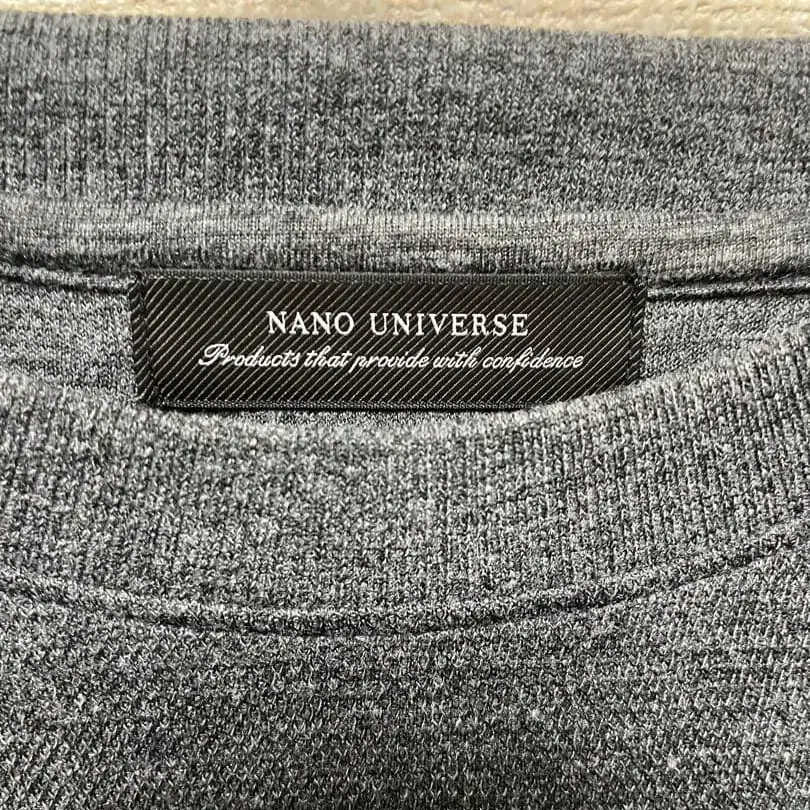 NANO UNIVERSE
Products that provide with confidence